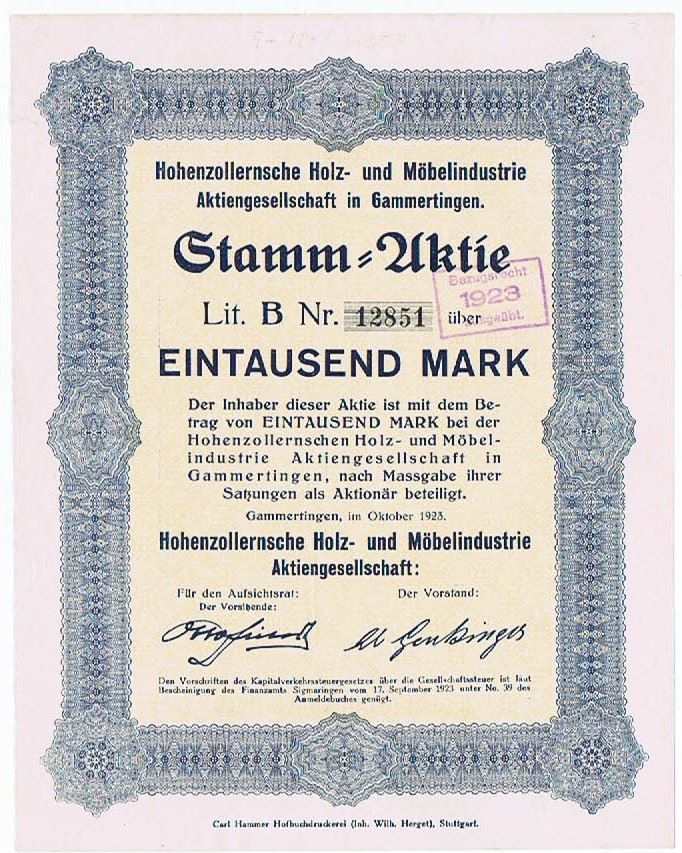 Hohenzollernsche Holz- und Möbelindustrie
Aktiengesellschaft in Gammertingen.
Stamm-Aktie
Lit. B Nr. 12851 über
Bezugsrecht
1923
ausgeübt.
EINTAUSEND MARK
Der Inhaber dieser Aktie ist mit dem Be-
trag von EINTAUSEND MARK bei der
Hohenzollernschen Holz- und Möbel-
industrie Aktiengesellschaft in
Gammertingen, nach Massgabe ihrer
Satzungen als Aktionär beteiligt.
Gammertingen, im Oktober 1923.
Hohenzollernsche Holz- und Möbelindustrie
Aktiengesellschaft:
Für den Aufsichtsrat: Der Vorstand:
Der Vorsitzende:
Den Vorschriften des Kapitalverkehrssteuergesetzes über die Gesellschaftssteuer ist laut
Bescheinigung des Finanzamts Sigmaringen vom 17. September 1923 unter No. 39 des
Anmeldebuches genügt.
Carl Hammer Hofbuchdruckerei (Inh. Wilh. Herget), Stuttgart.